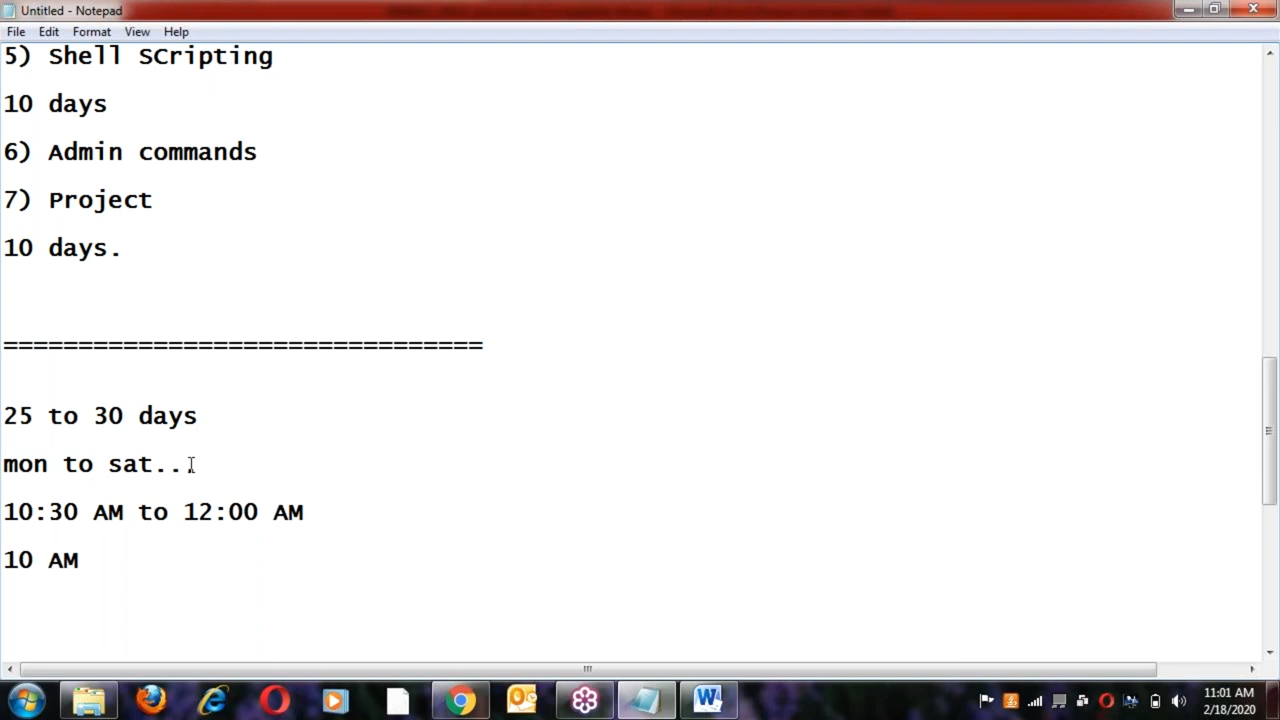 Untitled - Notepad
File Edit Format View Help
5) Shell SCripting
10 days
6) Admin commands
7) Project
10 days.
================================
25 to 30 days
mon to sat...
10:30 AM to 12:00 AM
10 AM
11:01 AM
2/18/2020